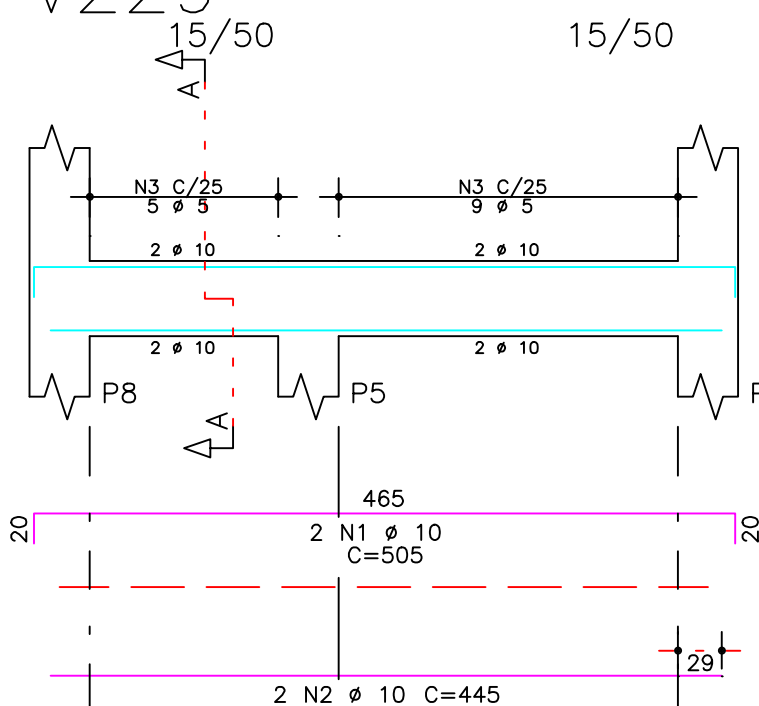 15/50 15/50
A
N3 C/25 N3 C/25
5 ø 5 9 ø 5
2 ø 10 2 ø 10
2 ø 10 2 ø 10
P8 P5
A
465
20 20
2 N1 ø 10
C=505
29
2 N2 ø 10 C=445